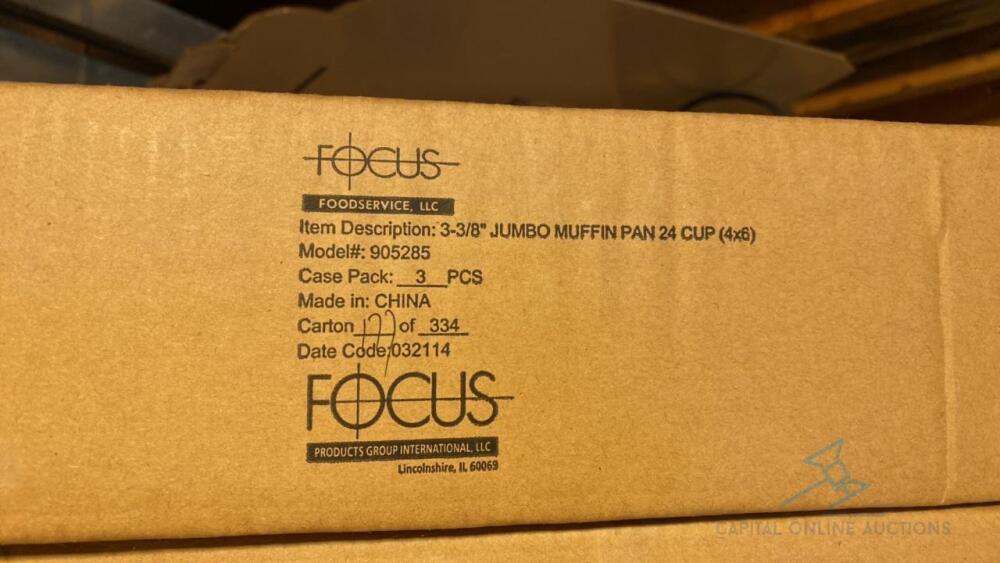 FOCUS
FOODSERVICE, LLC
Item Description: 3-3/8" JUMBO MUFFIN PAN 24 CUP (4x6)
Model#: 905285
Case Pack: 3 PCS
Made in: CHINA
Carton 177 of 334
Date Code:032114
FOCUS
PRODUCTS GROUP INTERNATIONAL, LLC
Lincolnshire, IL 60069
CAPITAL ONLINE AUCTIONS